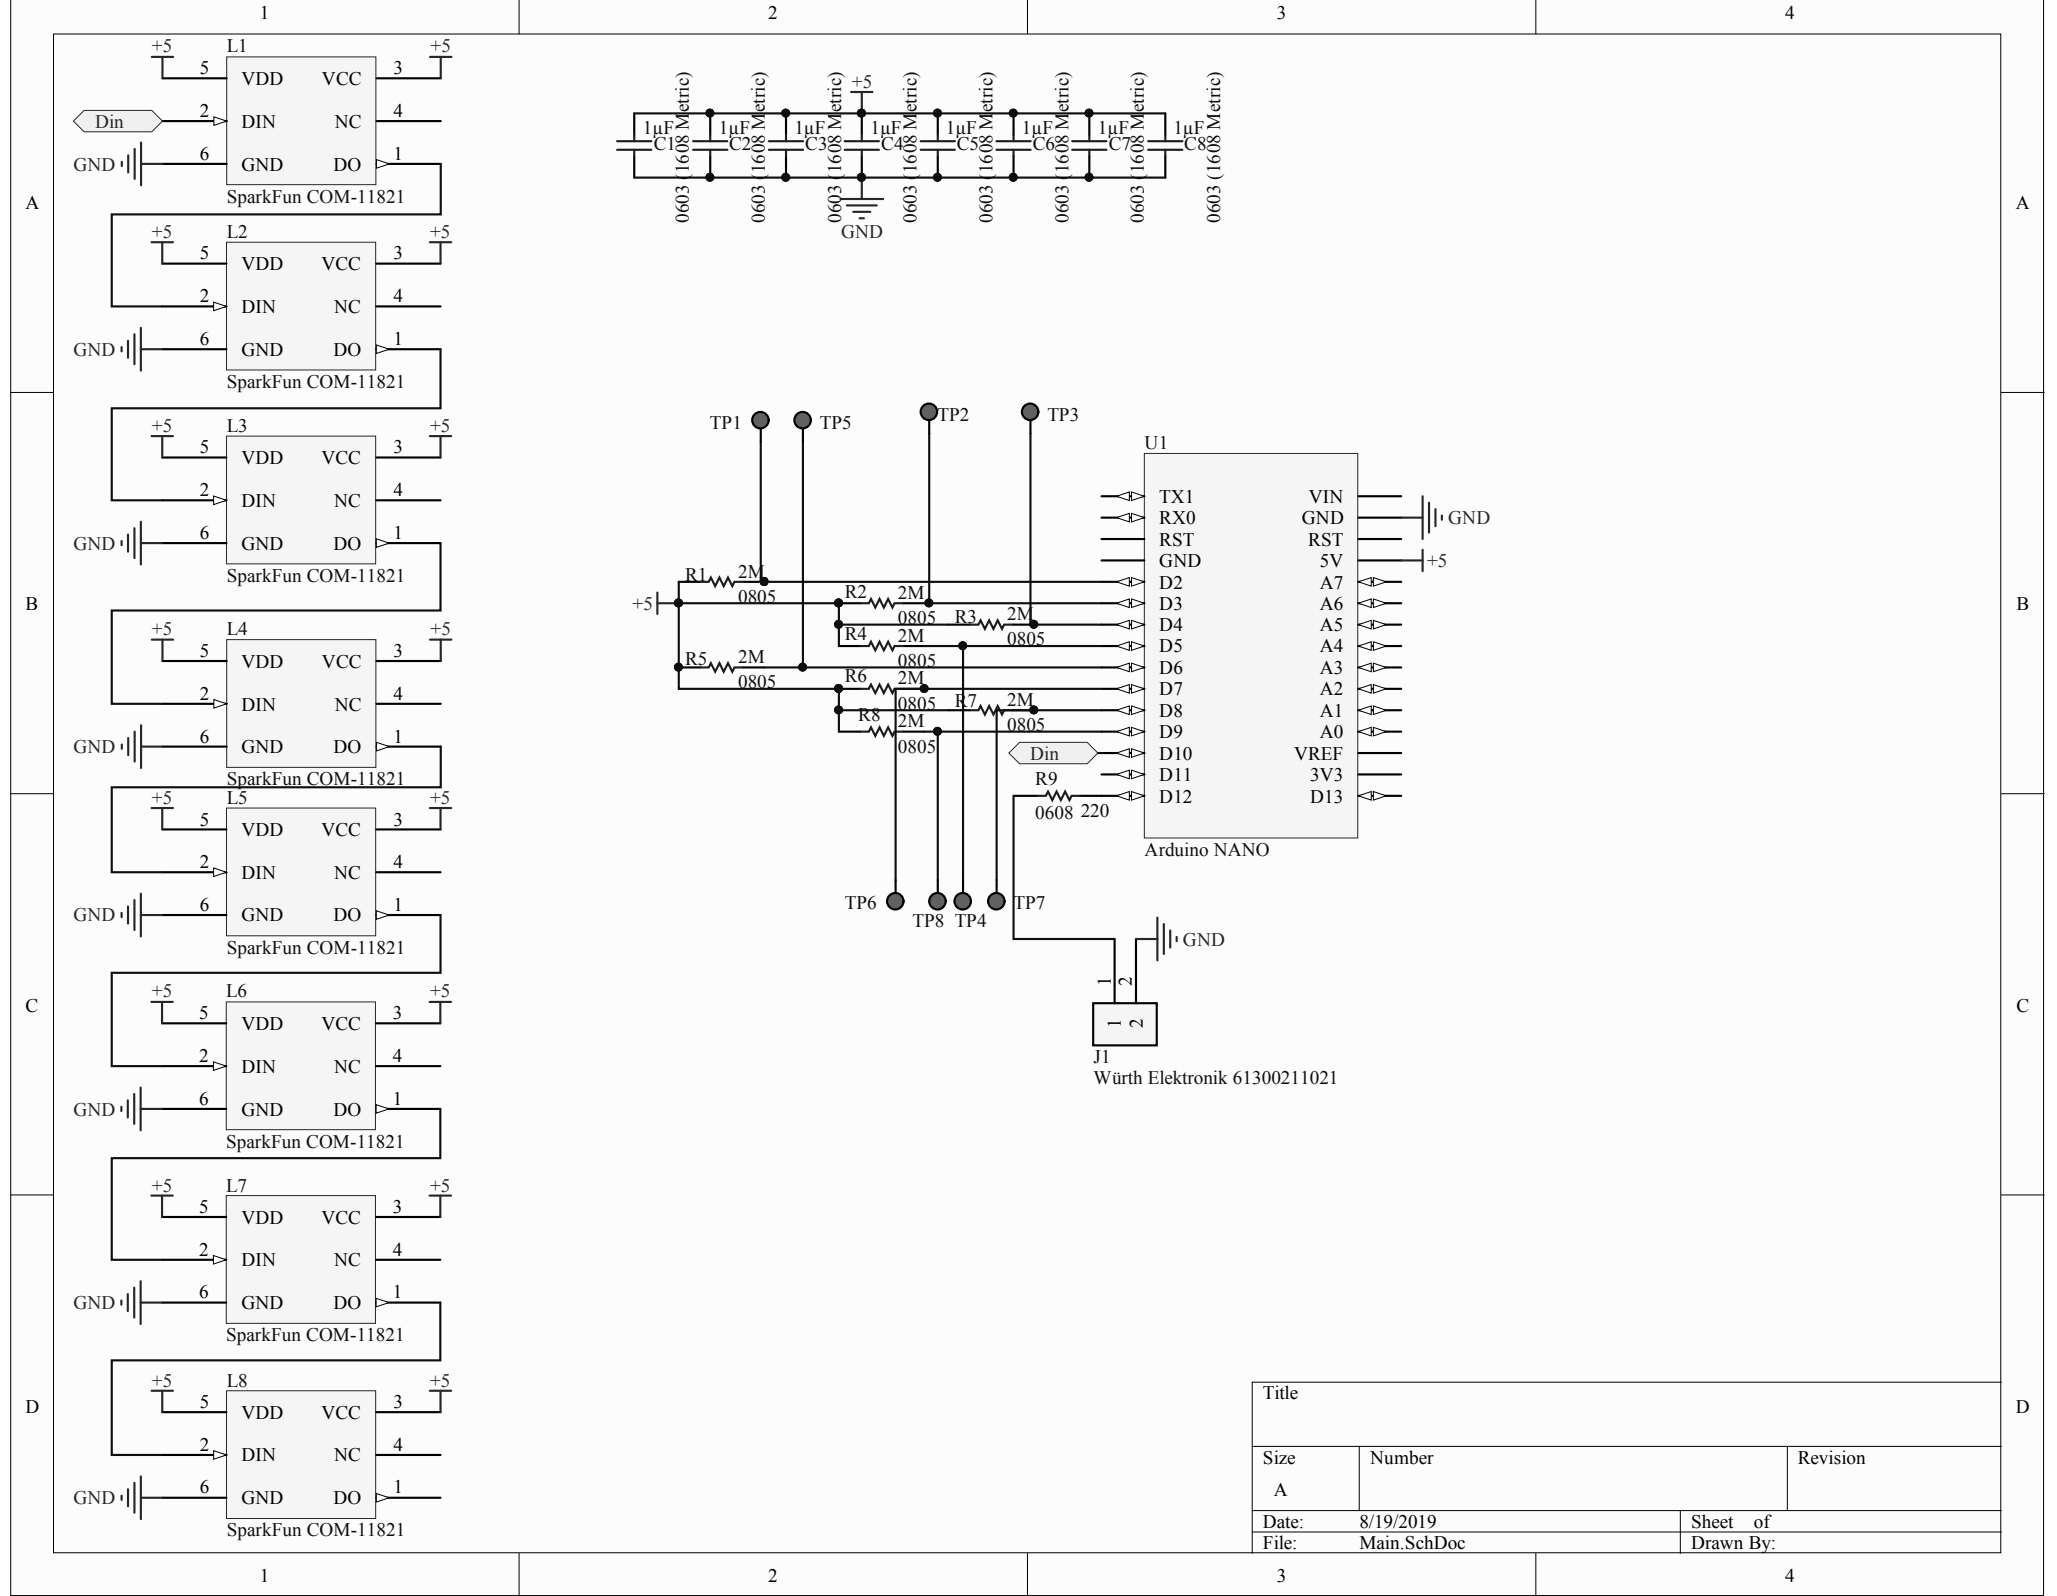 1 2 3 4
A A
B B
C C
D D
1 2 3 4
+5 L1 +5
5 VDD VCC 3
Din 2 DIN NC 4
GND 6 GND DO 1
SparkFun COM-11821
+5 L2 +5
5 VDD VCC 3
2 DIN NC 4
GND 6 GND DO 1
SparkFun COM-11821
+5 L3 +5
5 VDD VCC 3
2 DIN NC 4
GND 6 GND DO 1
SparkFun COM-11821
+5 L4 +5
5 VDD VCC 3
2 DIN NC 4
GND 6 GND DO 1
SparkFun COM-11821
+5 L5 +5
5 VDD VCC 3
2 DIN NC 4
GND 6 GND DO 1
SparkFun COM-11821
+5 L6 +5
5 VDD VCC 3
2 DIN NC 4
GND 6 GND DO 1
SparkFun COM-11821
+5 L7 +5
5 VDD VCC 3
2 DIN NC 4
GND 6 GND DO 1
SparkFun COM-11821
+5 L8 +5
5 VDD VCC 3
2 DIN NC 4
GND 6 GND DO 1
SparkFun COM-11821
+5
1µF 1µF 1µF 1µF 1µF 1µF 1µF 1µF
C1 C2 C3 C4 C5 C6 C7 C8
0603 (1608 Metric)
0603 (1608 Metric)
0603 (1608 Metric)
0603 (1608 Metric)
0603 (1608 Metric)
0603 (1608 Metric)
0603 (1608 Metric)
0603 (1608 Metric)
GND
TP1 TP5 TP2 TP3
+5
R1 2M
0805
R2 2M
0805
R3 2M
0805
R4 2M
0805
R5 2M
0805
R6 2M
0805
R7 2M
0805
R8 2M
0805
Din
R9
0608 220
U1
TX1 VIN
RX0 GND GND
RST RST
GND 5V +5
D2 A7
D3 A6
D4 A5
D5 A4
D6 A3
D7 A2
D8 A1
D9 A0
D10 VREF
D11 3V3
D12 D13
Arduino NANO
TP6 TP8 TP4 TP7
GND
1 2
1 2
J1
Würth Elektronik 61300211021
Title
Size Number Revision
A
Date: 8/19/2019 Sheet of
File: Main.SchDoc Drawn By: